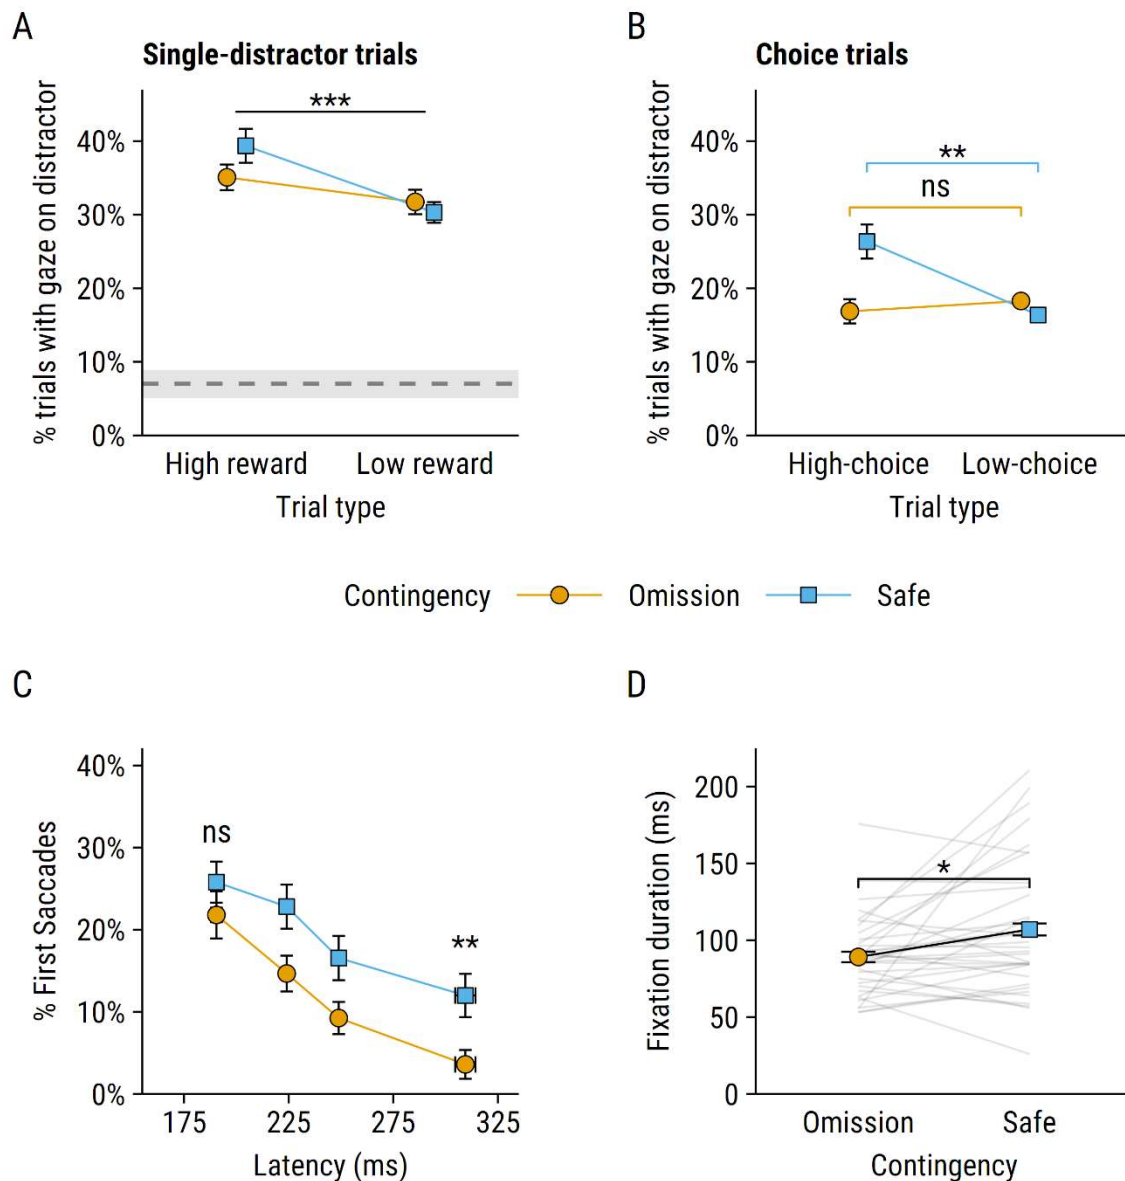 A
Single-distractor trials
% trials with gaze on distractor
40%
30%
20%
10%
0%
***
High reward
Low reward
Trial type
B
Choice trials
% trials with gaze on distractor
40%
30%
20%
10%
0%
**
ns
High-choice
Low-choice
Trial type
Contingency
Omission
Safe
C
% First Saccades
40%
30%
20%
10%
0%
ns
**
175
225
275
325
Latency (ms)
D
Fixation duration (ms)
200
150
100
50
0
*
Omission
Safe
Contingency